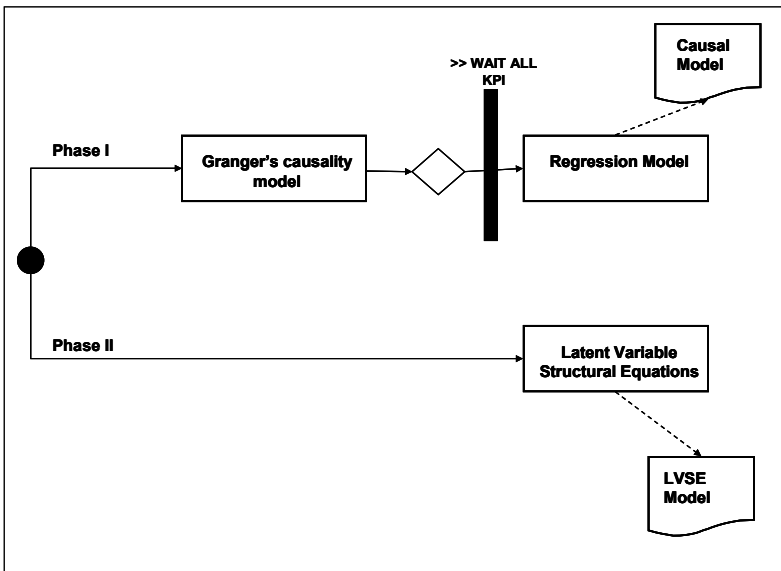 Causal
Model
>> WAIT ALL
KPI
Phase I
Granger's causality
model
Regression Model
Phase II
Latent Variable
Structural Equations
LVSE
Model